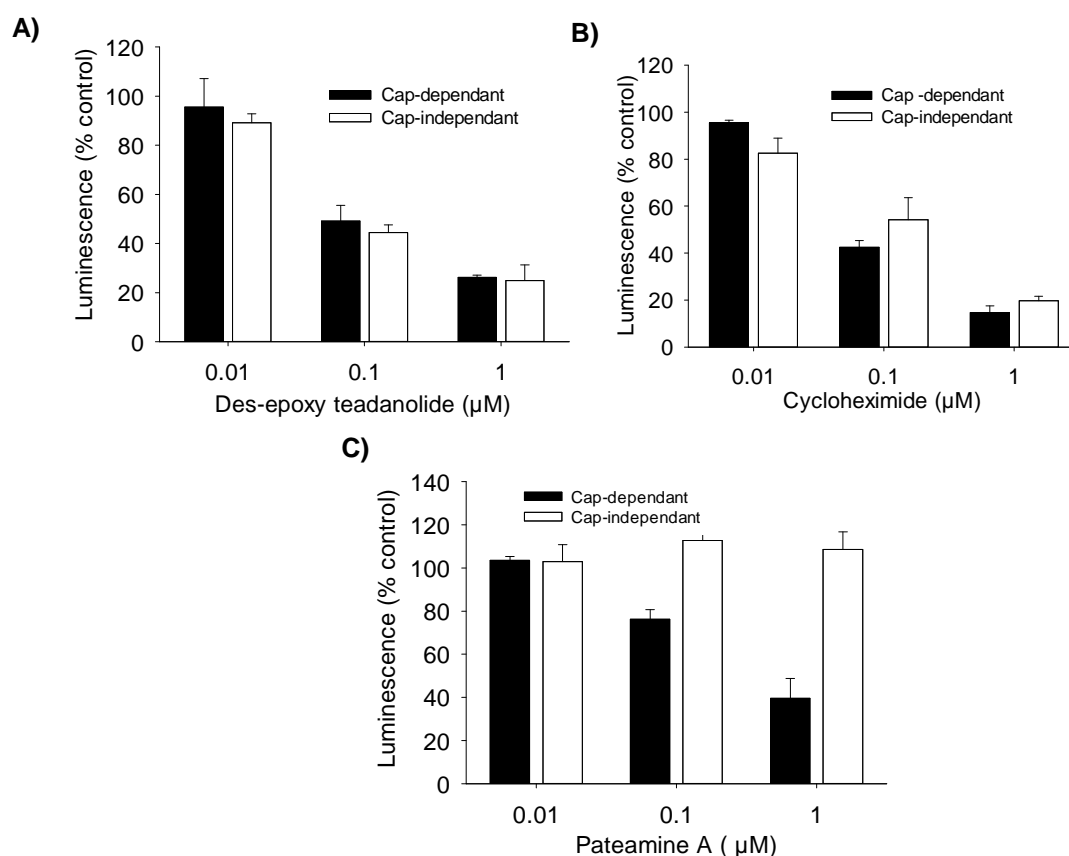 A)
120
100
80
60
40
20
0
Luminescence (% control)
Cap-dependant
Cap-independant
0.01 0.1 1
Des-epoxy teadanolide (µM)
B)
120
100
80
60
40
20
0
Luminescence (% control)
Cap -dependant
Cap-independant
0.01 0.1 1
Cycloheximide (µM)
C)
140
120
100
80
60
40
20
0
Luminescence (% control)
Cap-dependant
Cap-independant
0.01 0.1 1
Pateamine A ( µM)